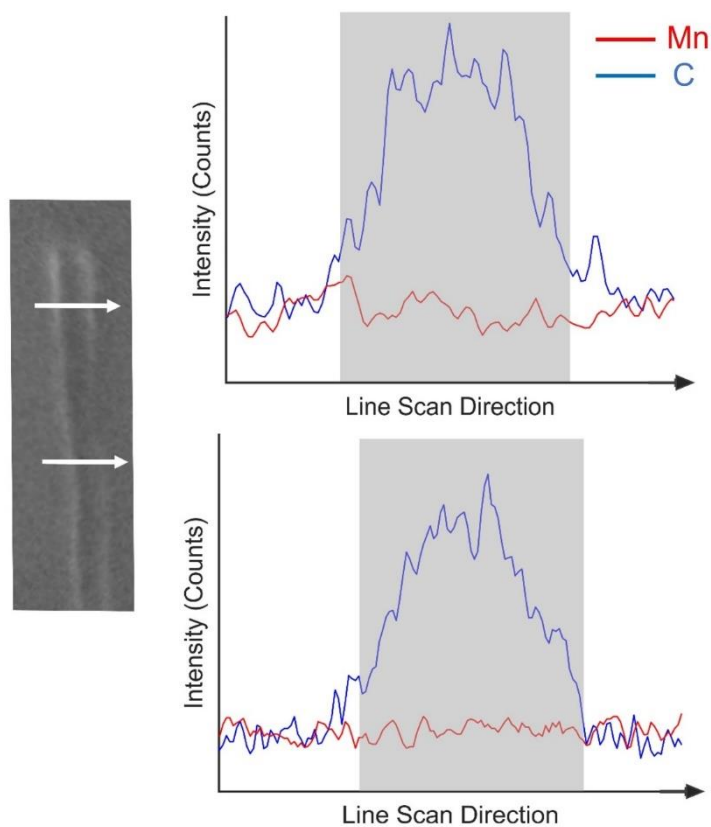 Mn
C
Intensity (Counts)
Line Scan Direction
Intensity (Counts)
Line Scan Direction